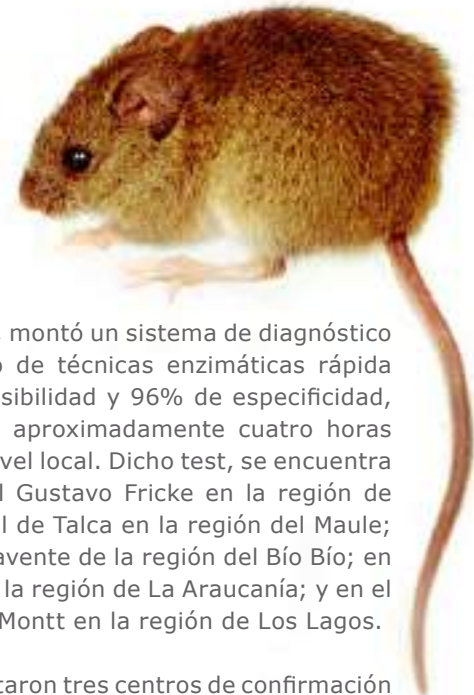 montó un sistema de diagnóstico
de técnicas enzimáticas rápida
sibilidad y 96% de especificidad,
aproximadamente cuatro horas
vel local. Dicho test, se encuentra
l Gustavo Fricke en la región de
l de Talca en la región del Maule;
avente de la región del Bío Bío; en
la región de La Araucanía; y en el
Montt en la región de Los Lagos.
taron tres centros de confirmación